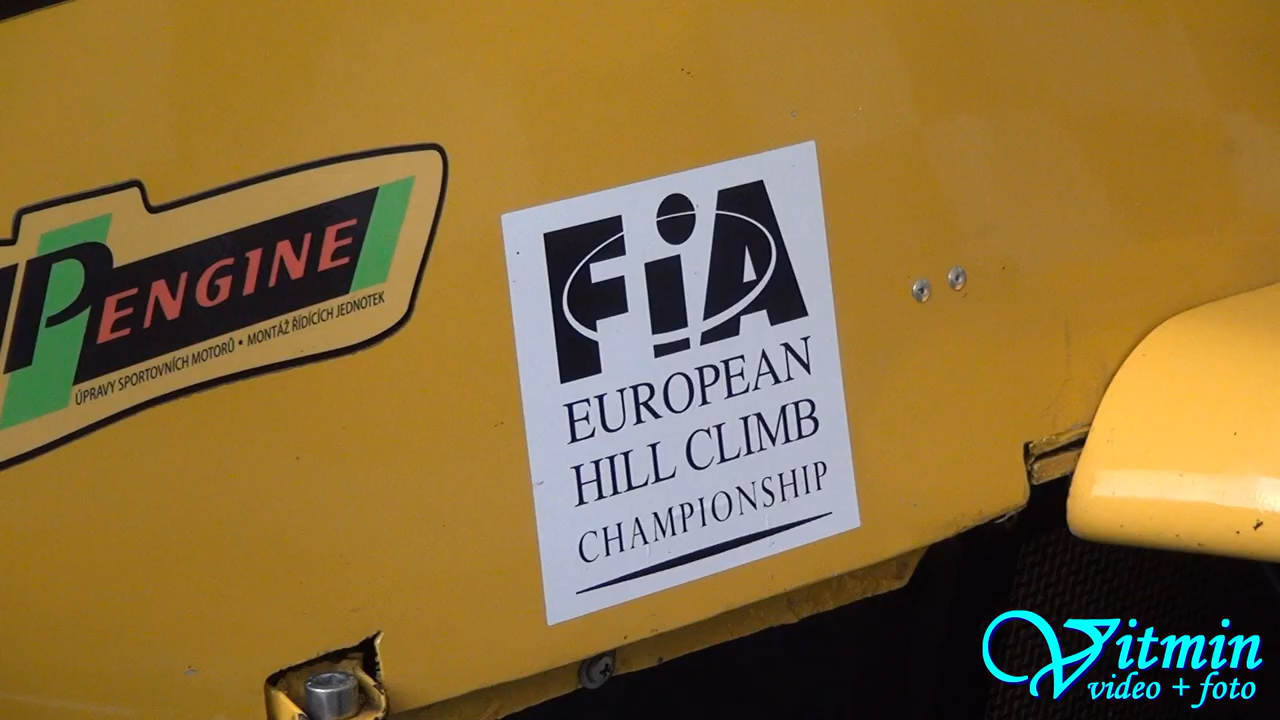 PENGINE
ÚPRAVY SPORTOVNÍCH MOTORŮ • MONTÁŽ ŘÍDÍCÍCH JEDNOTEK
FiA
EUROPEAN
HILL CLIMB
CHAMPIONSHIP
Vitmin
video + foto